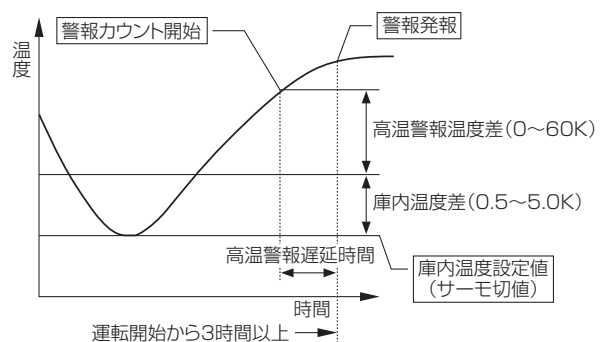 警報カウント開始
警報発報
温度
高温警報温度差(0〜60K)
庫内温度差(0.5〜5.0K)
高温警報遅延時間
庫内温度設定値
(サーモ切値)
時間
運転開始から3時間以上